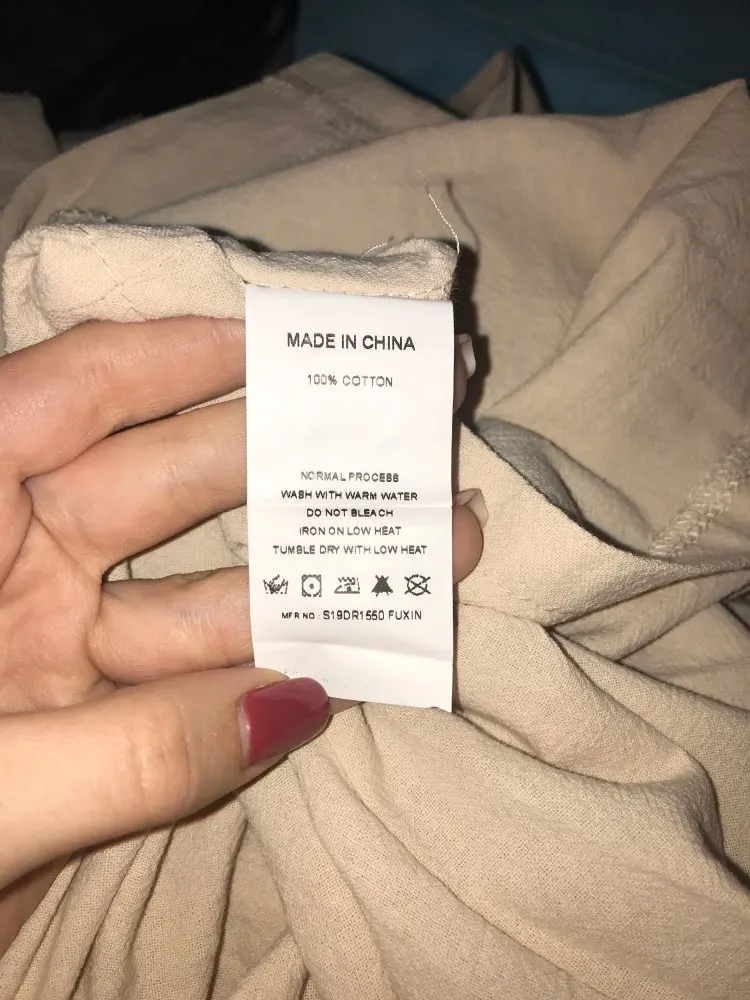 MADE IN CHINA
100% COTTON
NORMAL PROCESS
WASH WITH WARM WATER
DO NOT BLEACH
IRON ON LOW HEAT
TUMBLE DRY WITH LOW HEAT
MFR NO : S19DR1550 FUXIN